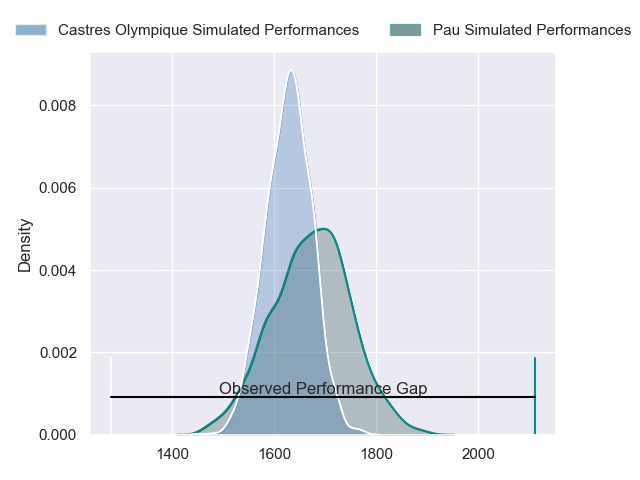 Castres Olympique Simulated Performances
Pau Simulated Performances
0.008
0.006
0.004
0.002
0.000
Density
Observed Performance Gap
1400
1600
1800
2000